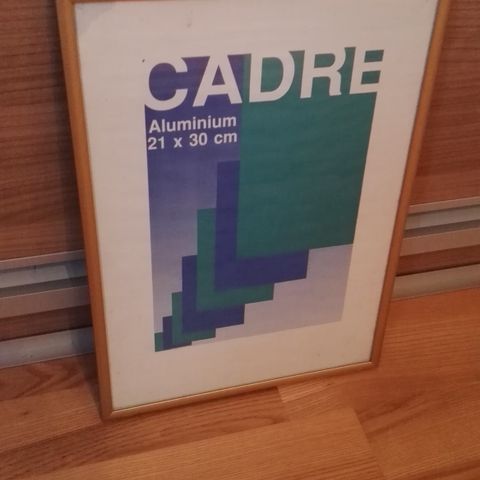 CADRE
Aluminium
21 x 30 cm